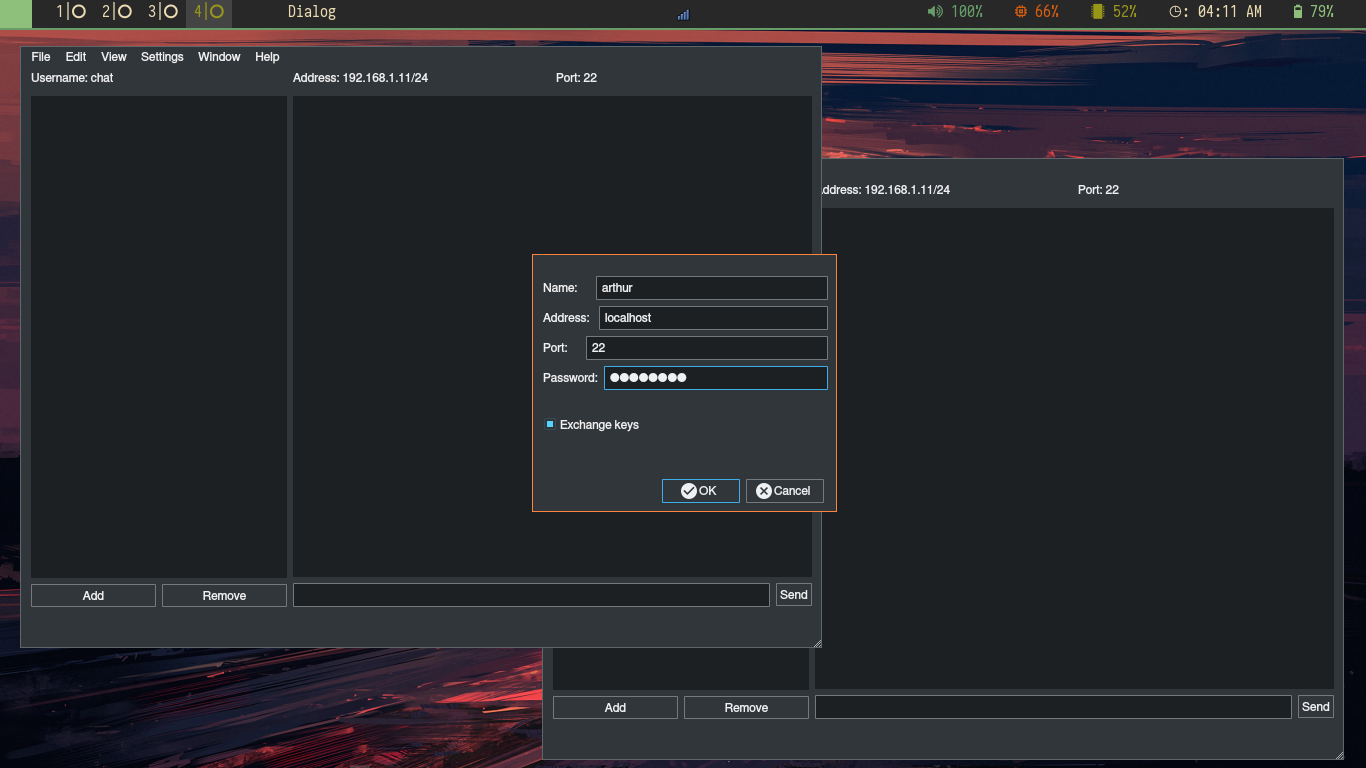 1| 2| 3| 4| Dialog 100% 66% 52% : 04:11 AM 79%
File Edit View Settings Window Help
Username: chat Address: 192.168.1.11/24 Port: 22
ddress: 192.168.1.11/24 Port: 22
Name: arthur
Address: localhost
Port: 22
Password: ●●●●●●●●
Exchange keys
OK Cancel
Add Remove Send
Add Remove Send